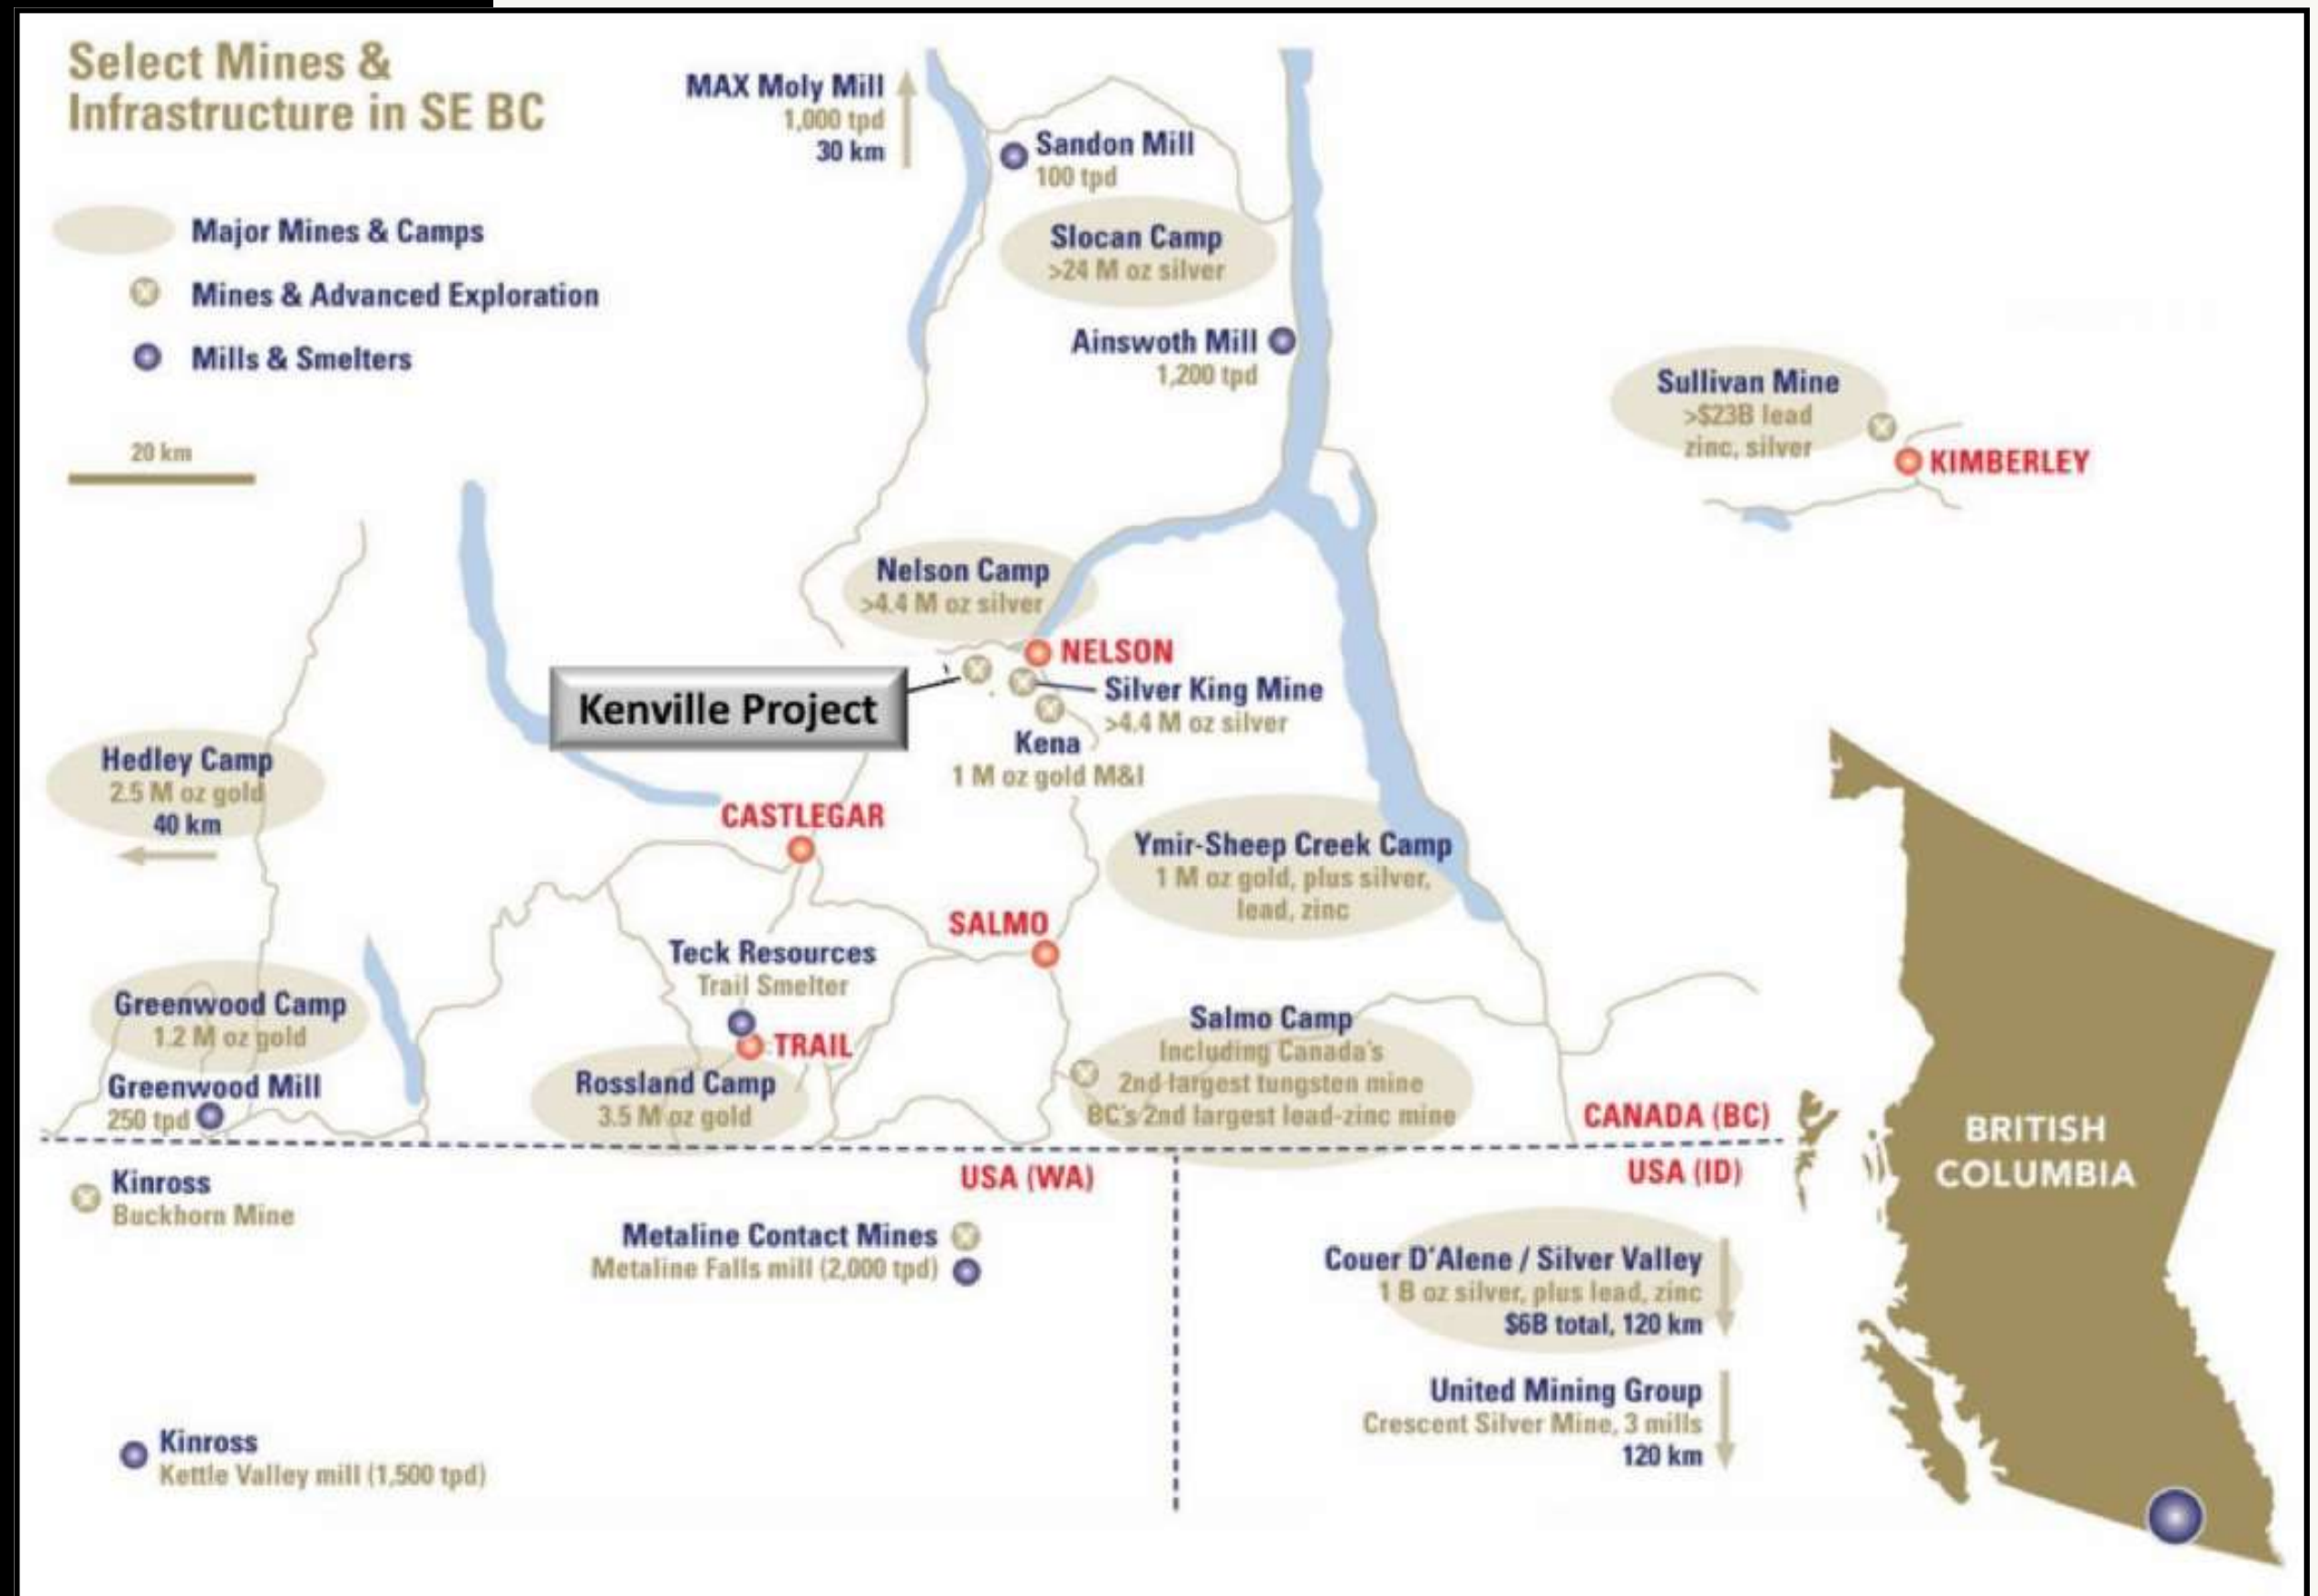 Select Mines &
Infrastructure in SE BC
Major Mines & Camps
Mines & Advanced Exploration
Mills & Smelters
20 km
MAX Moly Mill
1,000 tpd
30 km
Sandon Mill
100 tpd
Slocan Camp
>24 M oz silver
Ainswoth Mill
1,200 tpd
Sullivan Mine
>$23B lead
zinc, silver
KIMBERLEY
Nelson Camp
>4.4 M oz silver
NELSON
Kenville Project
Silver King Mine
>4.4 M oz silver
Kena
1 M oz gold M&I
Hedley Camp
2.5 M oz gold
40 km
CASTLEGAR
Ymir-Sheep Creek Camp
1 M oz gold, plus silver,
lead, zinc
SALMO
Teck Resources
Trail Smelter
TRAIL
Greenwood Camp
1.2 M oz gold
Greenwood Mill
250 tpd
Rossland Camp
3.5 M oz gold
Salmo Camp
Including Canada's
2nd largest tungsten mine
BC's 2nd largest lead-zinc mine
CANADA (BC)
USA (WA)
USA (ID)
BRITISH
COLUMBIA
Kinross
Buckhorn Mine
Metaline Contact Mines
Metaline Falls mill (2,000 tpd)
Couer D'Alene / Silver Valley
1 B oz silver, plus lead, zinc
$6B total, 120 km
United Mining Group
Crescent Silver Mine, 3 mills
120 km
Kinross
Kettle Valley mill (1,500 tpd)